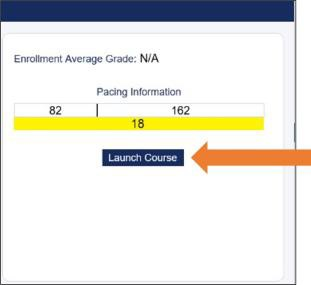 Enrollment Average Grade: N/A
Pacing Information
82 162
18
Launch Course